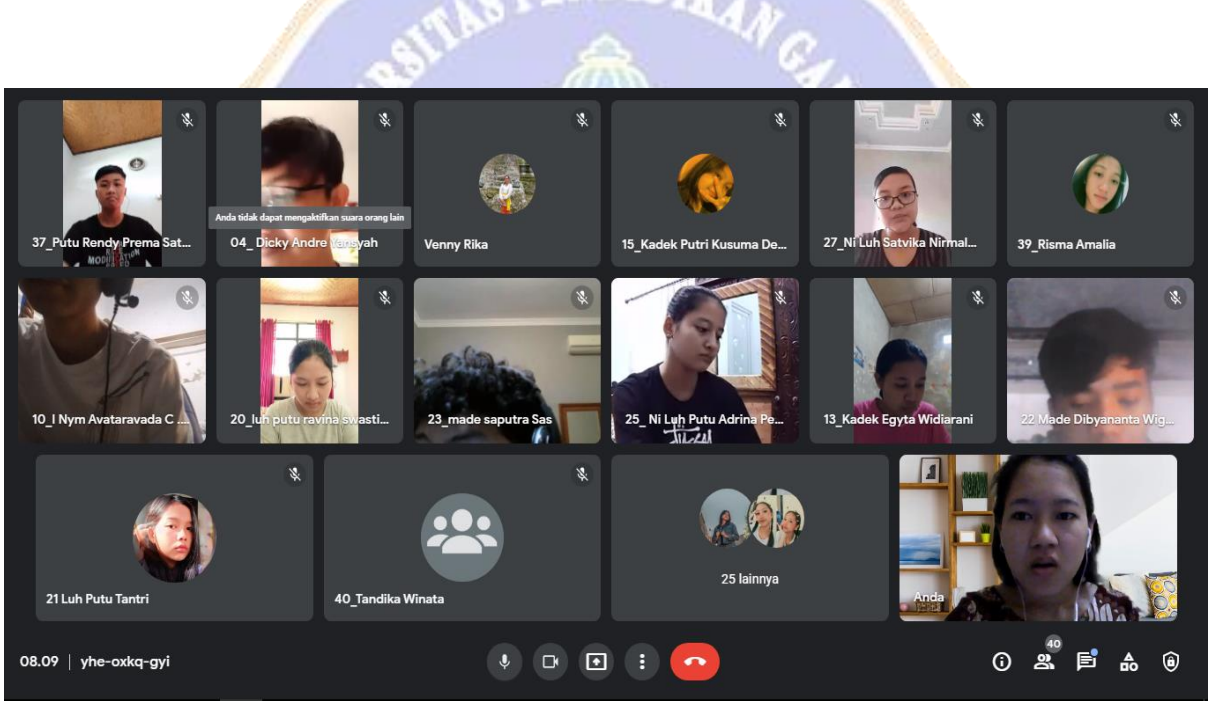 37_Putu Rendy Prema Sat...
Anda tidak dapat mengaktifkan suara orang lain
04_ Dicky Andre Yansyah
Venny Rika
15_Kadek Putri Kusuma De...
27_Ni Luh Satvika Nirmal...
39_Risma Amalia
10_I Nym Avataravada C ....
20_luh putu ravina swasti...
23_made saputra Sas
25_ Ni Luh Putu Adrina Pe...
13_Kadek Egyta Widiarani
22 Made Dibyananta Wig...
21 Luh Putu Tantri
40_Tandika Winata
25 lainnya
Anda
08.09 | yhe-oxkq-gyi
40